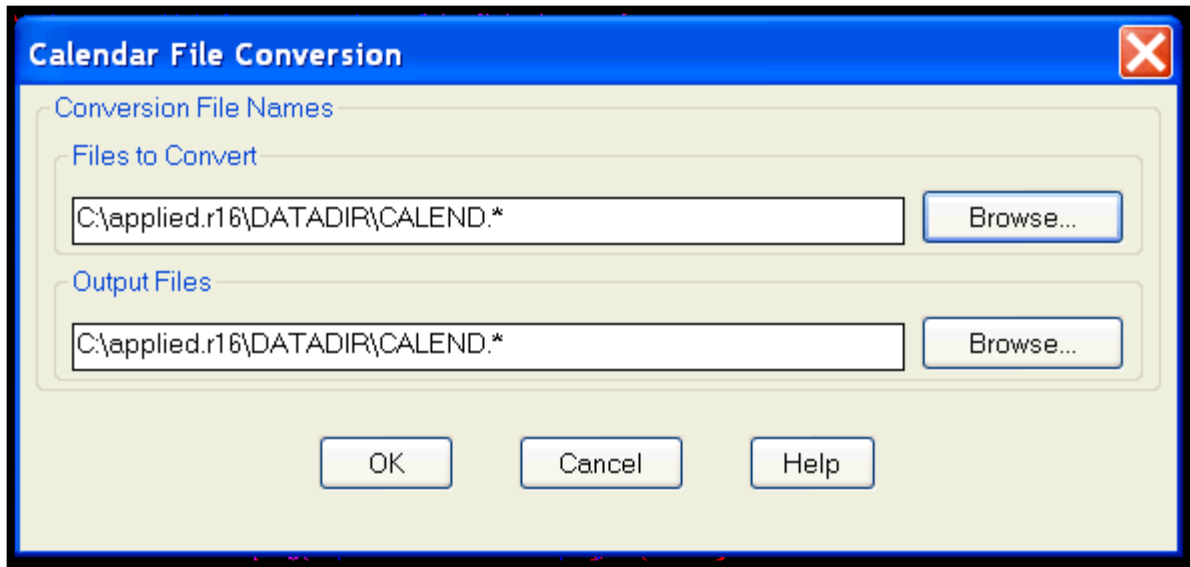 Calendar File Conversion
Conversion File Names
Files to Convert
C:\applied.r16\DATADIR\CALEND.*
Browse...
Output Files
C:\applied.r16\DATADIR\CALEND.*
Browse...
OK Cancel Help